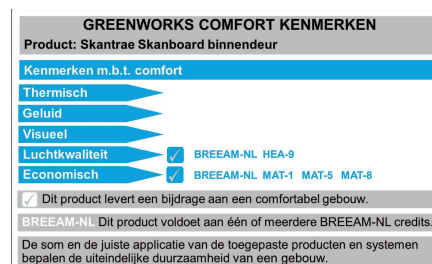 GREENWORKS COMFORT KENMERKEN
Product: Skantrae Skanboard binnendeur
Kenmerken m.b.t. comfort
Thermisch
Geluid
Visueel
Luchtkwaliteit BREEAM-NL HEA-9
Economisch BREEAM-NL MAT-1 MAT-5 MAT-8
Dit product levert een bijdrage aan een comfortabel gebouw.
BREEAM-NL Dit product voldoet aan één of meerdere BREEAM-NL credits.
De som en de juiste applicatie van de toegepaste producten en systemen
bepalen de uiteindelijke duurzaamheid van een gebouw.